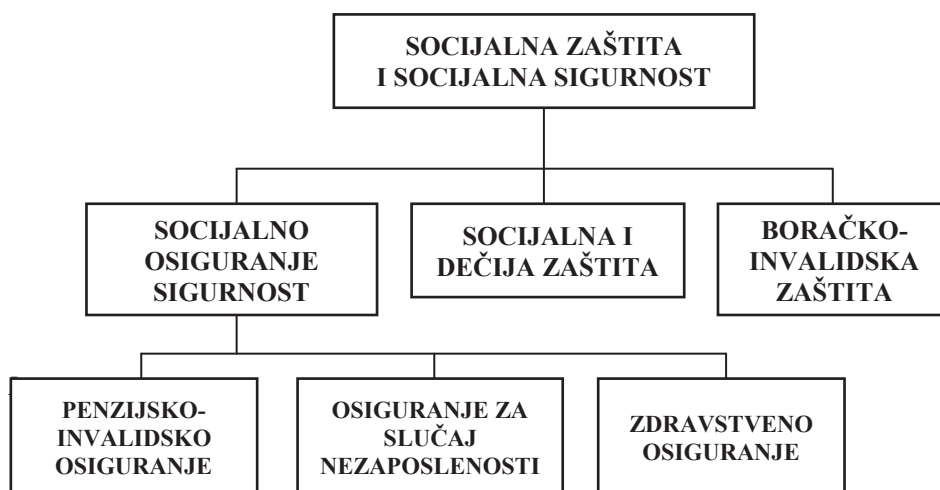 SOCIJALNA ZAŠTITA
I SOCIJALNA SIGURNOST
SOCIJALNO
OSIGURANJE
SIGURNOST
SOCIJALNA I
DEČIJA ZAŠTITA
BORAČKO-
INVALIDSKA
ZAŠTITA
PENZIJSKO-
INVALIDSKO
OSIGURANJE
OSIGURANJE ZA
SLUČAJ
NEZAPOSLENOSTI
ZDRAVSTVENO
OSIGURANJE